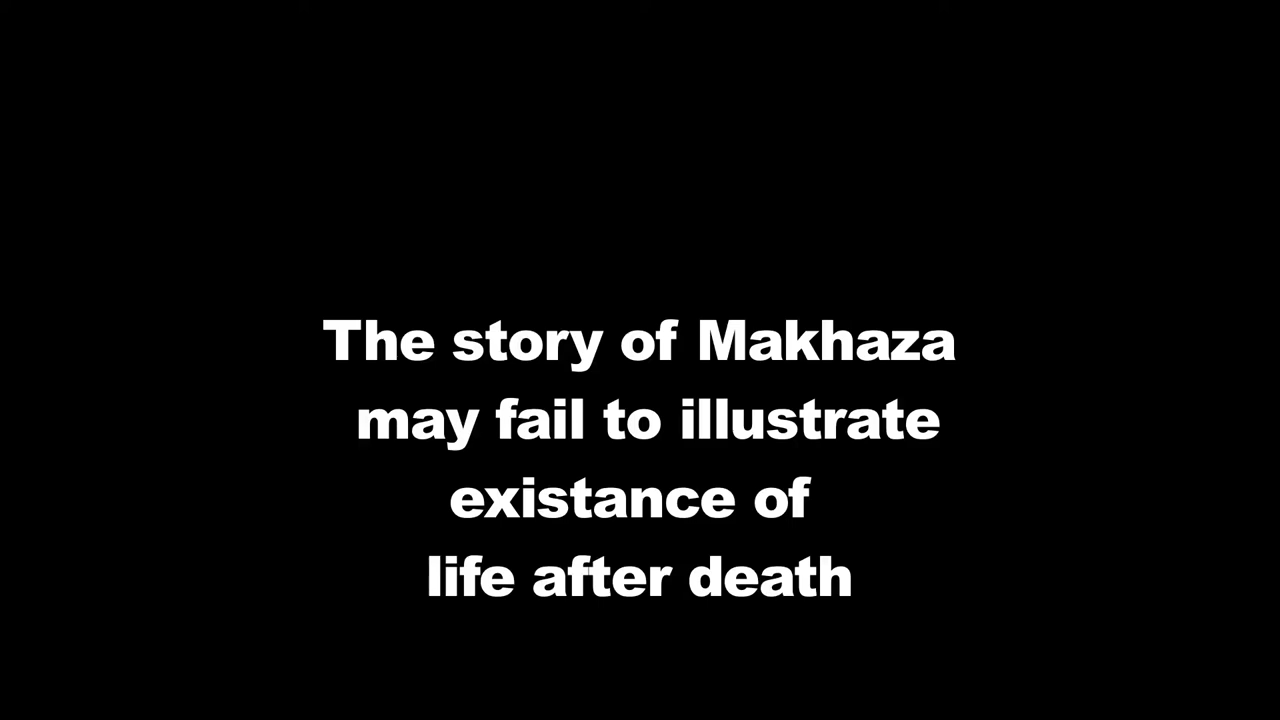 The story of Makhaza
may fail to illustrate
existance of
life after death